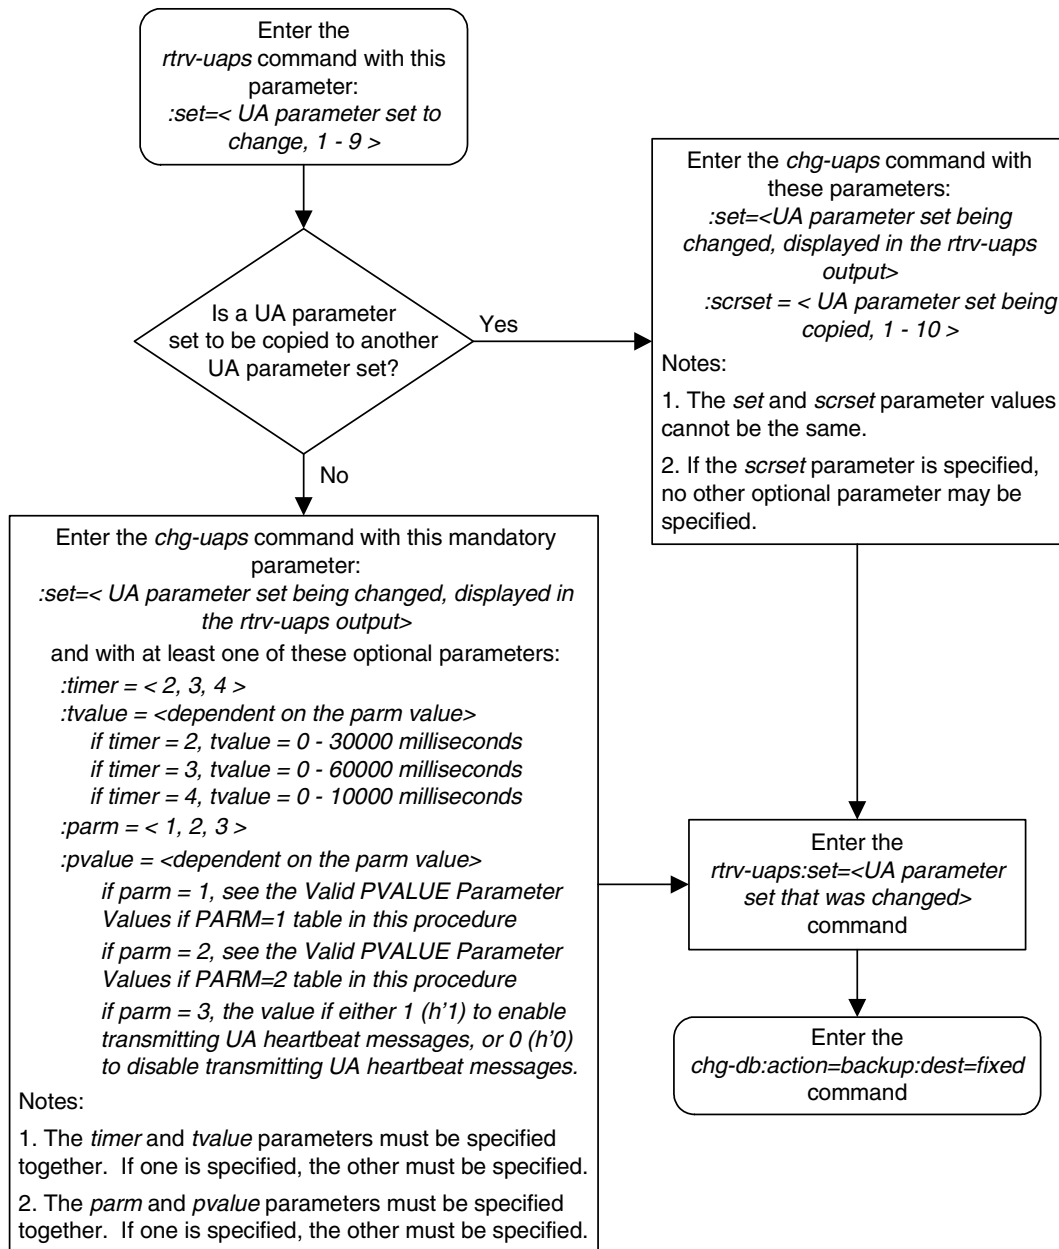 Enter the
rtrv-uaps command with this
parameter:
:set=< UA parameter set to
change, 1 - 9 >
Is a UA parameter
set to be copied to another
UA parameter set?
Yes
No
Enter the chg-uaps command with
these parameters:
:set=<UA parameter set being
changed, displayed in the rtrv-uaps
output>
:scrset = < UA parameter set being
copied, 1 - 10 >
Notes:
1. The set and scrset parameter values
cannot be the same.
2. If the scrset parameter is specified,
no other optional parameter may be
specified.
Enter the chg-uaps command with this mandatory
parameter:
:set=< UA parameter set being changed, displayed in
the rtrv-uaps output>
and with at least one of these optional parameters:
:timer = < 2, 3, 4 >
:tvalue = <dependent on the parm value>
if timer = 2, tvalue = 0 - 30000 milliseconds
if timer = 3, tvalue = 0 - 60000 milliseconds
if timer = 4, tvalue = 0 - 10000 milliseconds
:parm = < 1, 2, 3 >
:pvalue = <dependent on the parm value>
if parm = 1, see the Valid PVALUE Parameter
Values if PARM=1 table in this procedure
if parm = 2, see the Valid PVALUE Parameter
Values if PARM=2 table in this procedure
if parm = 3, the value if either 1 (h'1) to enable
transmitting UA heartbeat messages, or 0 (h'0)
to disable transmitting UA heartbeat messages.
Notes:
1. The timer and tvalue parameters must be specified
together.  If one is specified, the other must be specified.
2. The parm and pvalue parameters must be specified
together.  If one is specified, the other must be specified.
Enter the
rtrv-uaps:set=<UA parameter
set that was changed>
command
Enter the
chg-db:action=backup:dest=fixed
command